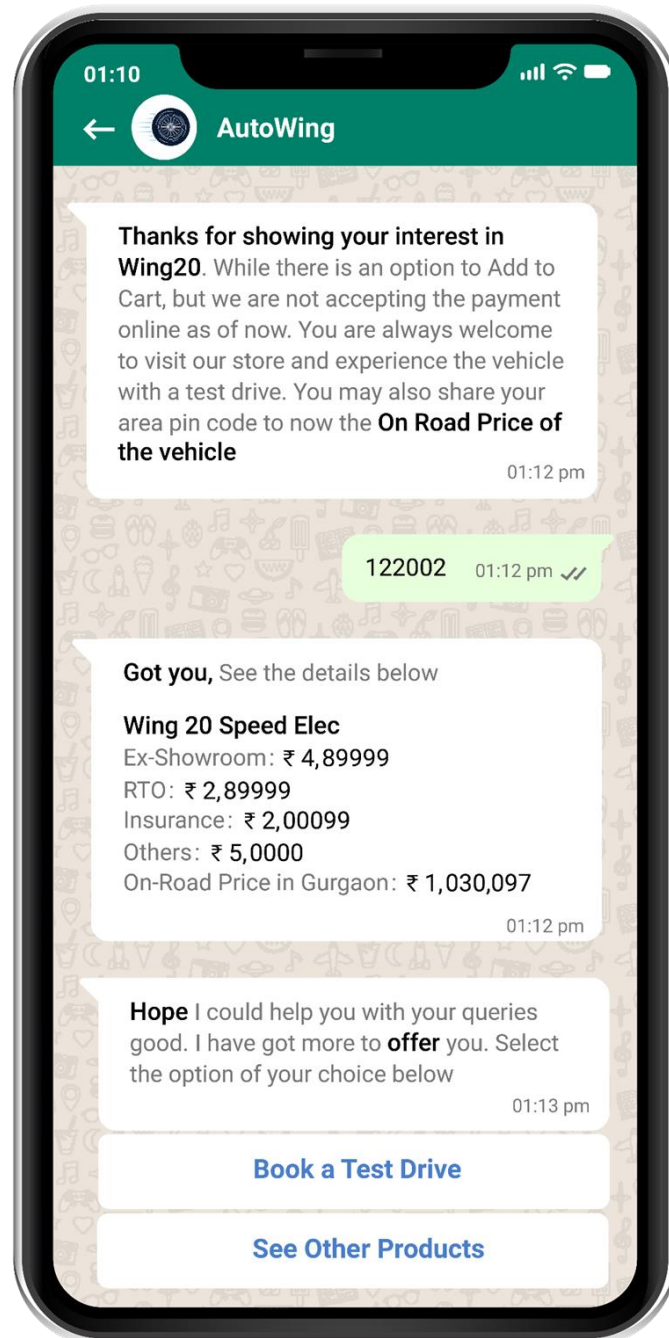 01:10
AutoWing
Thanks for showing your interest in
Wing20. While there is an option to Add to
Cart, but we are not accepting the payment
online as of now. You are always welcome
to visit our store and experience the vehicle
with a test drive. You may also share your
area pin code to now the On Road Price of
the vehicle
01:12 pm
122002 01:12 pm
Got you, See the details below
Wing 20 Speed Elec
Ex-Showroom: ₹ 4,89999
RTO: ₹ 2,89999
Insurance: ₹ 2,00099
Others: ₹ 5,0000
On-Road Price in Gurgaon: ₹ 1,030,097
01:12 pm
Hope I could help you with your queries
good. I have got more to offer you. Select
the option of your choice below
01:13 pm
Book a Test Drive
See Other Products